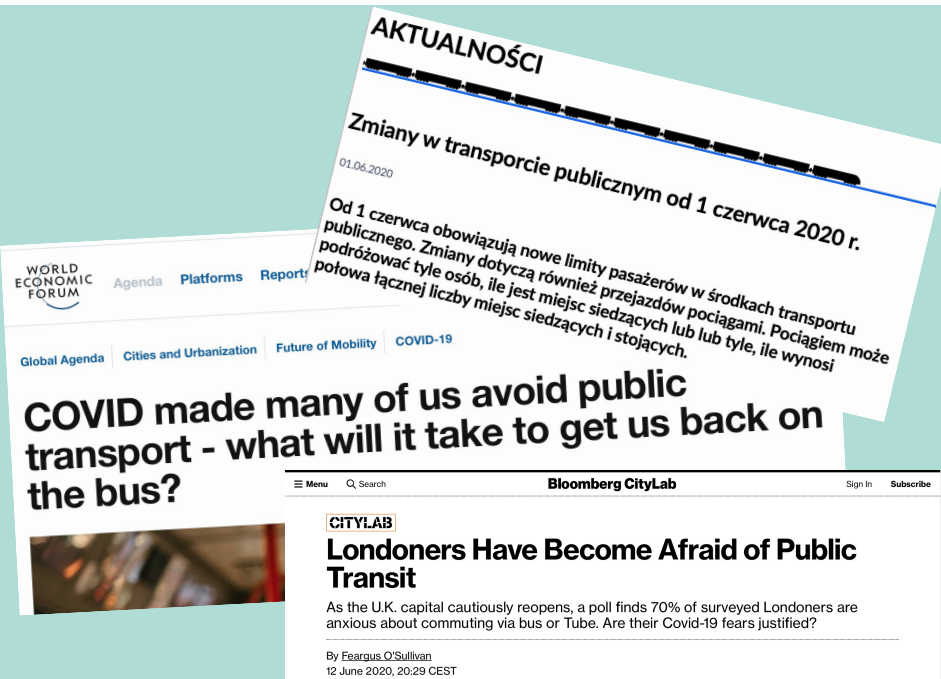 AKTUALNOŚCI
Zmiany w transporcie publicznym od 1 czerwca 2020 r.
01.06.2020
Od 1 czerwca obowiązują nowe limity pasażerów w środkach transportu
publicznego. Zmiany dotyczą również przejazdów pociągami. Pociągiem może
podróżować tyle osób, ile jest miejsc siedzących lub lub tyle, ile wynosi
połowa łącznej liczby miejsc siedzących i stojących.
WORLD
ECONOMIC
FORUM
Agenda Platforms Reports
Global Agenda Cities and Urbanization Future of Mobility COVID-19
COVID made many of us avoid public
transport - what will it take to get us back on
the bus?
Menu Search Bloomberg CityLab Sign In Subscribe
CITYLAB
Londoners Have Become Afraid of Public
Transit
As the U.K. capital cautiously reopens, a poll finds 70% of surveyed Londoners are
anxious about commuting via bus or Tube. Are their Covid-19 fears justified?
By Feargus O'Sullivan
12 June 2020, 20:29 CEST